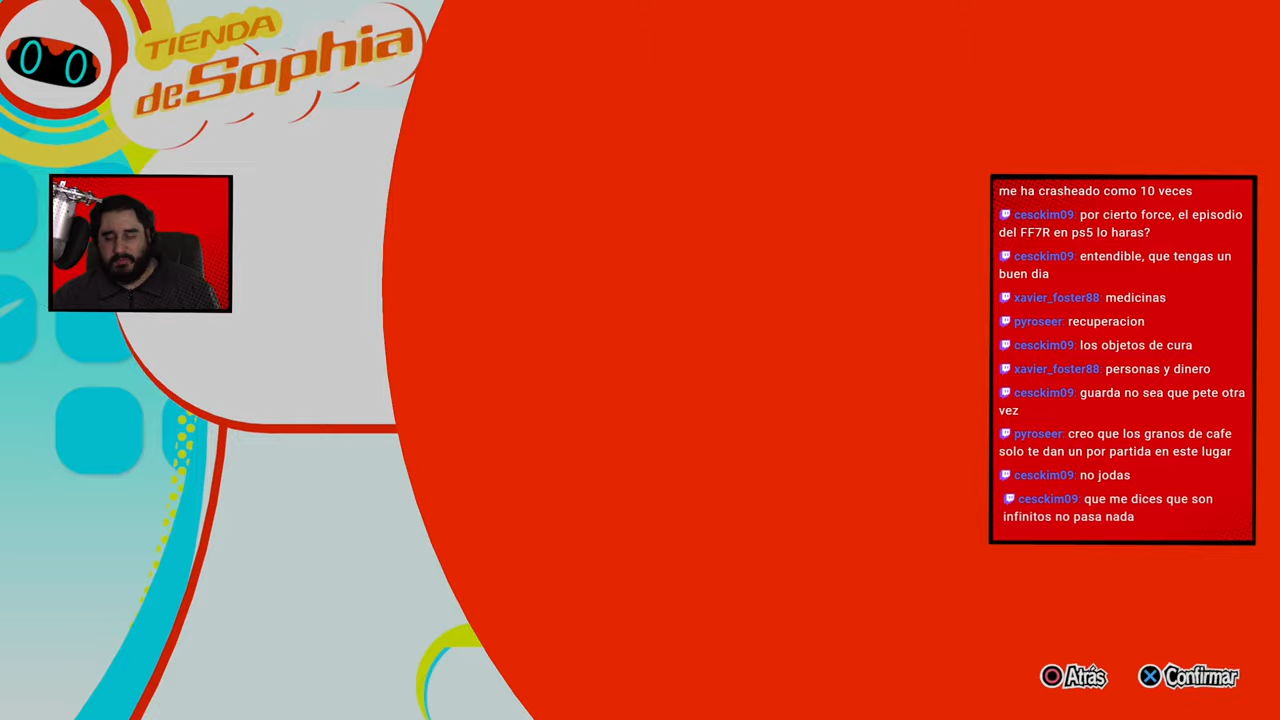 TIENDA
de Sophia
me ha crasheado como 10 veces
cesckim09: por cierto force, el episodio
del FF7R en ps5 lo haras?
cesckim09: entendible, que tengas un
buen dia
xavier_foster88: medicinas
pyroseer: recuperacion
cesckim09: los objetos de cura
xavier_foster88: personas y dinero
cesckim09: guarda no sea que pete otra
vez
pyroseer: creo que los granos de cafe
solo te dan un por partida en este lugar
cesckim09: no jodas
cesckim09: que me dices que son
infinitos no pasa nada
Atrás
Confirmar